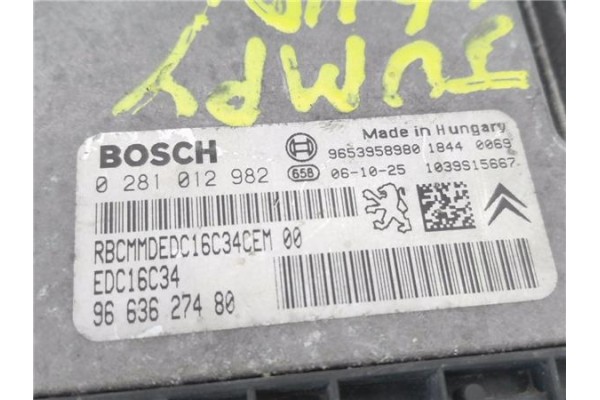 JUMPY
Made in Hungary
BOSCH
9653958980 1844 0069
0 281 012 982
658
06-10-25
1039S15667
RBCMMDEDC16C34CEM 00
EDC16C34
96 636 274 80